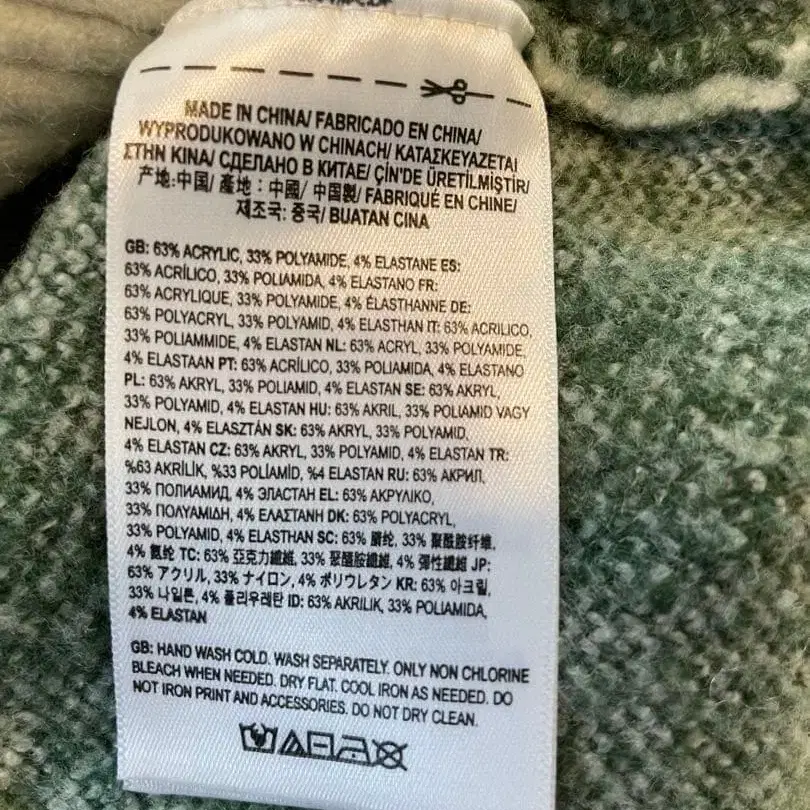 MADE IN CHINA/ FABRICADO EN CHINA/
WYPRODUKOWANO W CHINACH/ ΚΑΤΑΣΚΕΥΑΖΕΤΑΙ
ΣΤΗΝ ΚΙΝΑ/ СДЕЛАНО В КИТАЕ/ ÇİN'DE ÜRETİLMİŞTİR/
产地:中国/ 產地：中國/ 中国製/ FABRIQUÉ EN CHINE/
제조국: 중국/ BUATAN CINA
GB: 63% ACRYLIC, 33% POLYAMIDE, 4% ELASTANE ES:
63% ACRÍLICO, 33% POLIAMIDA, 4% ELASTANO FR:
63% ACRYLIQUE, 33% POLYAMIDE, 4% ÉLASTHANNE DE:
63% POLYACRYL, 33% POLYAMID, 4% ELASTHAN IT: 63% ACRILICO,
33% POLIAMMIDE, 4% ELASTAN NL: 63% ACRYL, 33% POLYAMIDE,
4% ELASTAAN PT: 63% ACRÍLICO, 33% POLIAMIDA, 4% ELASTANO
PL: 63% AKRYL, 33% POLIAMID, 4% ELASTAN SE: 63% AKRYL,
33% POLYAMID, 4% ELASTAN HU: 63% AKRIL, 33% POLIAMID VAGY
NEJLON, 4% ELASZTÁN SK: 63% AKRYL, 33% POLYAMID,
4% ELASTAN CZ: 63% AKRYL, 33% POLYAMID, 4% ELASTAN TR:
%63 AKRİLİK, %33 POLİAMİD, %4 ELASTAN RU: 63% АКРИЛ,
33% ПОЛИАМИД, 4% ЭЛАСТАН EL: 63% ΑΚΡΥΛΙΚΟ,
33% ΠΟΛΥΑΜΙΔΗ, 4% ΕΛΑΣΤΑΝΗ DK: 63% POLYACRYL,
33% POLYAMID, 4% ELASTHAN SC: 63% 腈纶, 33% 聚酰胺纤维,
4% 氨纶 TC: 63% 亞克力纖維, 33% 聚醯胺纖維, 4% 彈性纖維 JP:
63% アクリル, 33% ナイロン, 4% ポリウレタン KR: 63% 아크릴,
33% 나일론, 4% 폴리우레탄 ID: 63% AKRILIK, 33% POLIAMIDA,
4% ELASTAN
GB: HAND WASH COLD. WASH SEPARATELY. ONLY NON CHLORINE
BLEACH WHEN NEEDED. DRY FLAT. COOL IRON AS NEEDED. DO
NOT IRON PRINT AND ACCESSORIES. DO NOT DRY CLEAN.